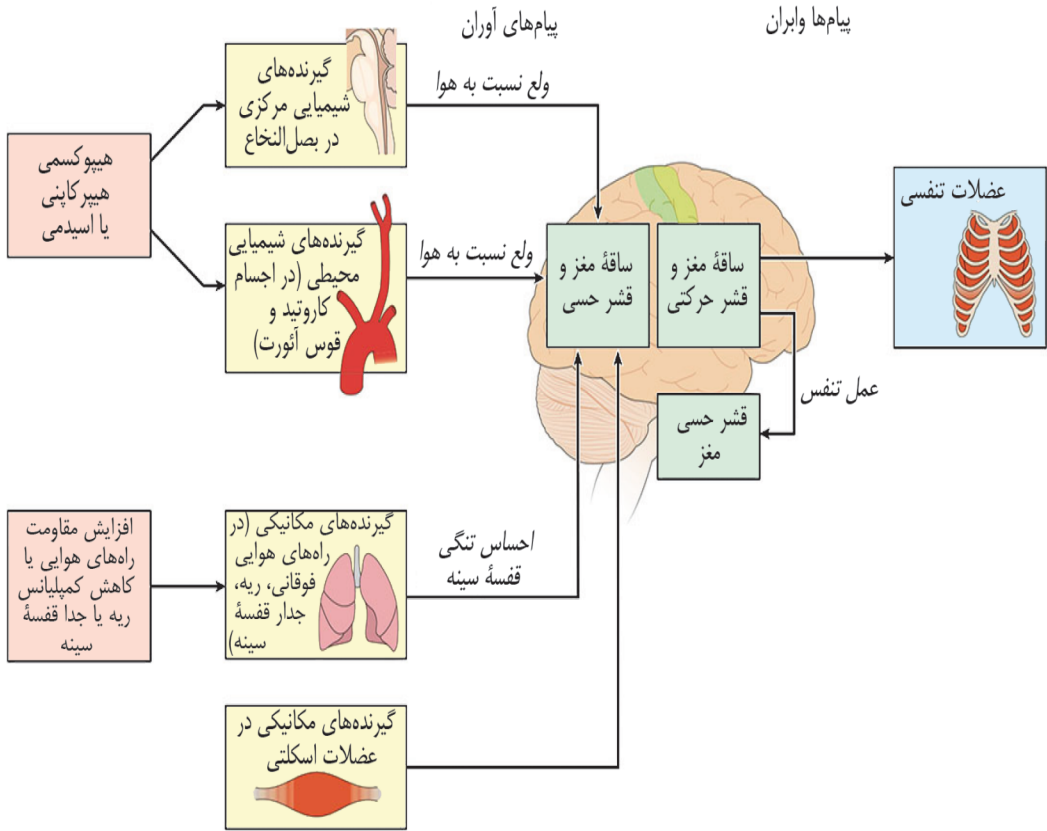 پیام‌ها وابران
پیام‌های آوران
گیرنده‌های
شیمیایی مرکزی
در بصل‌النخاع
ولع نسبت به هوا
هیپوکسمی
هیپرکاپنی
یا اسیدمی
گیرنده‌های شیمیایی
محیطی (در اجسام
کاروتید و
قوس آئورت)
ولع نسبت به هوا
ساقهٔ مغز و
قشر حسی
ساقهٔ مغز و
قشر حرکتی
عضلات تنفسی
عمل تنفس
قشر حسی
مغز
افزایش مقاومت
راه‌های هوایی یا
کاهش کمپلیانس
ریه یا جدا قفسهٔ
سینه
گیرنده‌های مکانیکی (در
راه‌های هوایی
فوقانی، ریه،
جدار قفسهٔ
سینه)
احساس تنگی
قفسهٔ سینه
گیرنده‌های مکانیکی در
عضلات اسکلتی